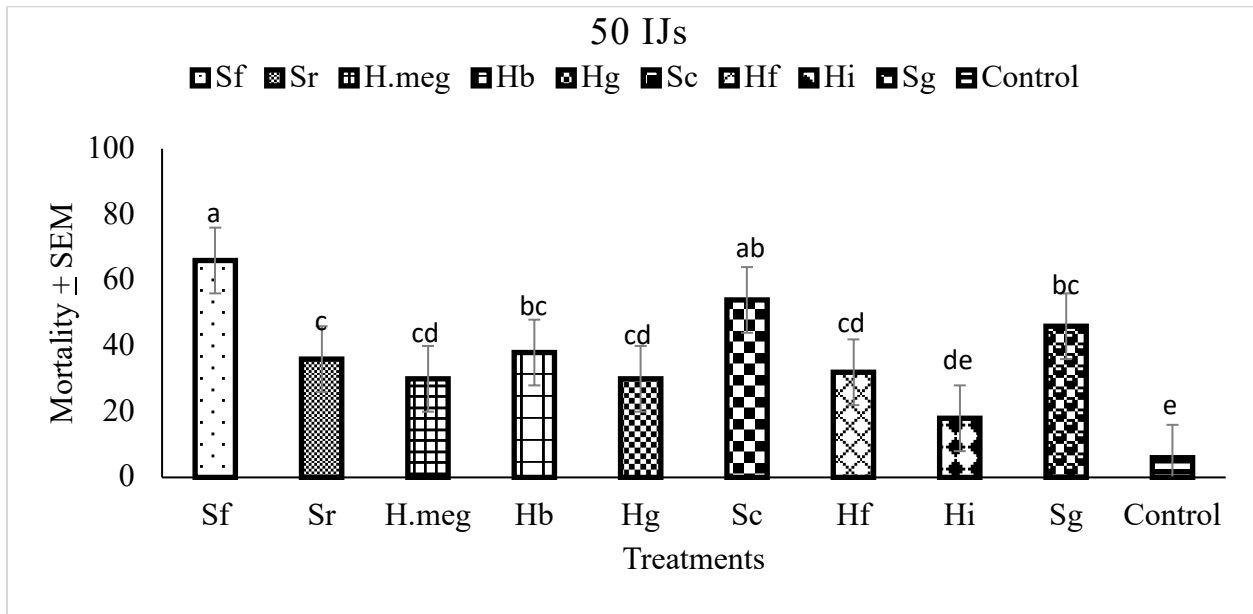 50 IJs
Sf Sr H.meg Hb Hg Sc Hf Hi Sg Control
100
80
60
40
20
0
Mortality ± SEM
a
c
cd
bc
cd
ab
cd
de
bc
e
Sf Sr H.meg Hb Hg Sc Hf Hi Sg Control
Treatments